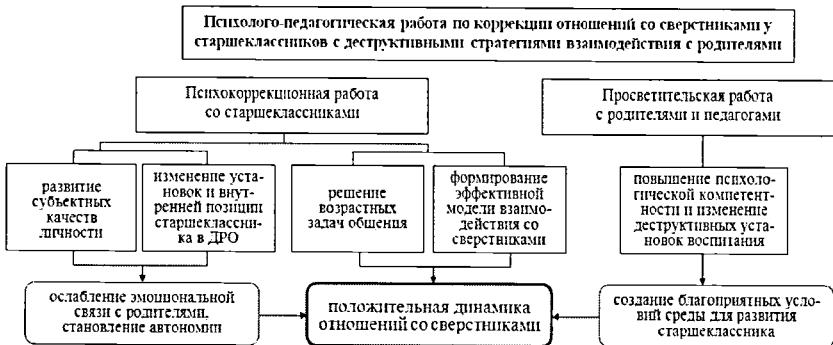 Психолого-педагогическая работа по коррекции отношений со сверстниками у
старшеклассников с деструктивными стратегиями взаимодействия с родителями
Психокоррекционная работа
со старшеклассниками
Просветительская работа
с родителями и педагогами
развитие
субъектных
качеств
личности
изменение уста-
новок и внут-
ренней позиции
старшеклассни-
ка в ДРО
решение
возрастных
задач общения
формирование
эффективной
модели взаимо-
действия со
сверстниками
повышение психоло-
гической компетент-
ности и изменение
деструктивных уста-
новок воспитания
ослабление эмоциональной
связи с родителями,
становление автономии
положительная динамика
отношений со сверстниками
создание благоприятных усло-
вий среды для развития
старшеклассника